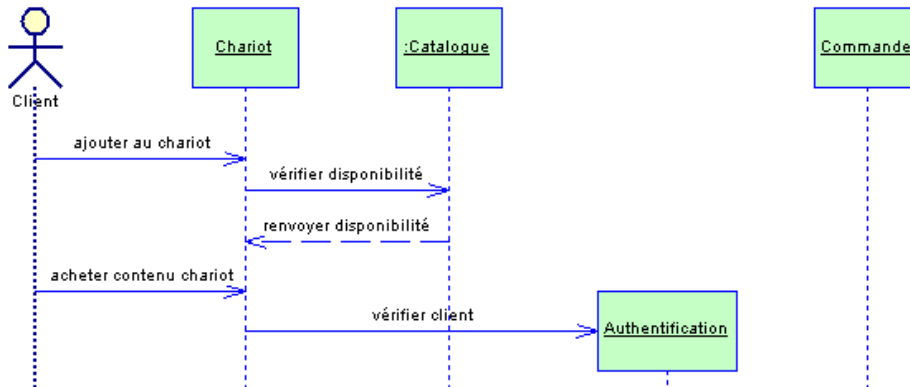 Chariot
:Catalogue
Commande
Client
ajouter au chariot
vérifier disponibilité
renvoyer disponibilité
acheter contenu chariot
vérifier client
Authentification